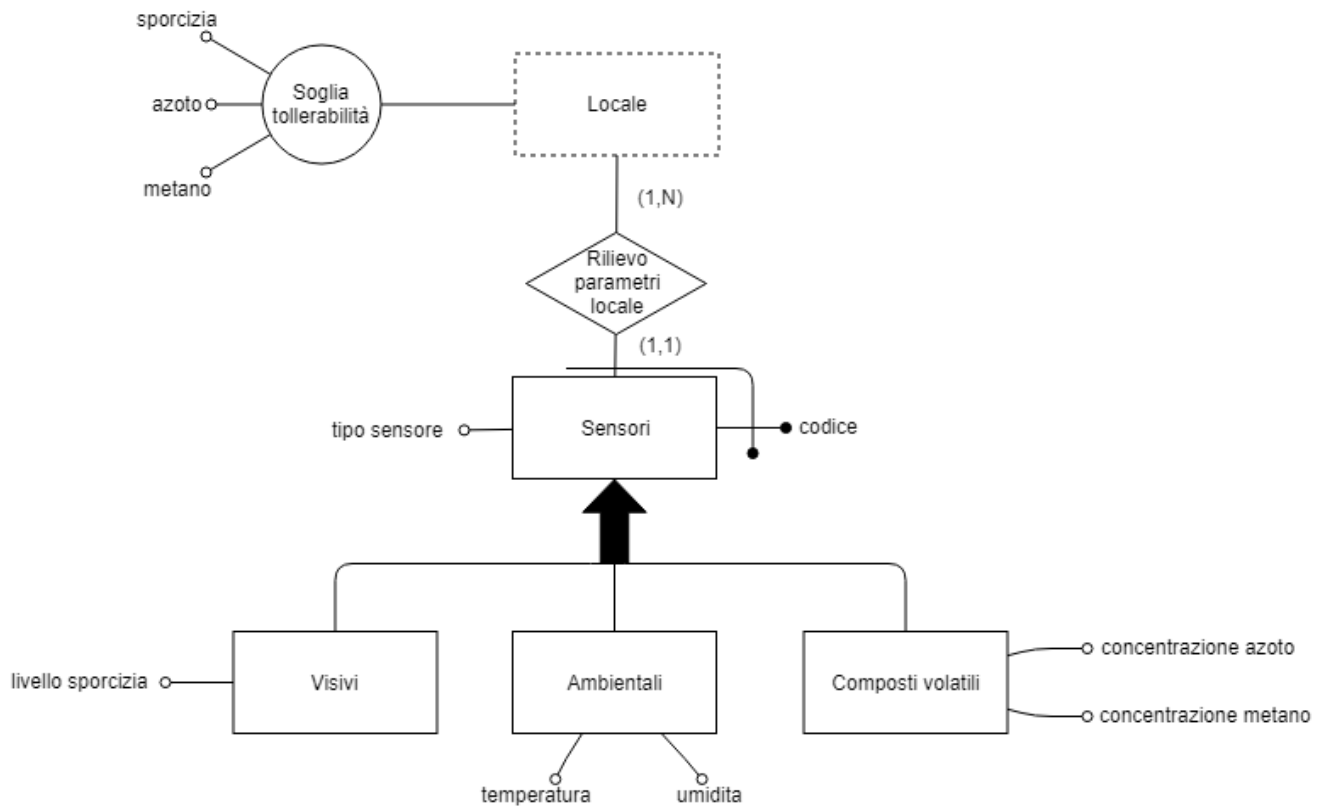 sporcizia
azoto
metano
Soglia
tollerabilità
Locale
(1,N)
Rilievo
parametri
locale
(1,1)
tipo sensore
Sensori
codice
livello sporcizia
Visivi
Ambientali
Composti volatili
concentrazione azoto
concentrazione metano
temperatura
umidita